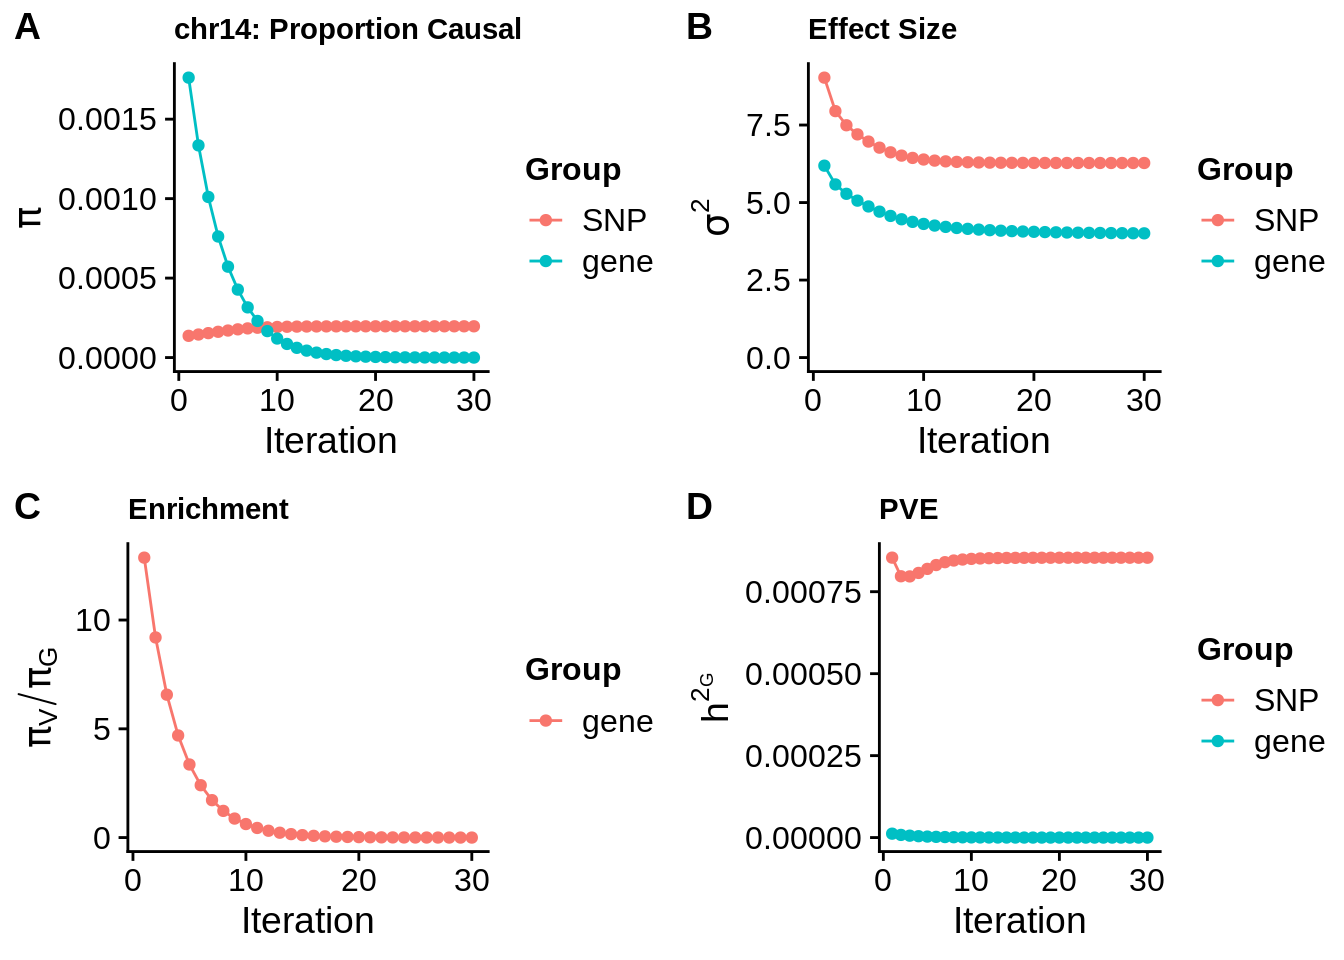 A chr14: Proportion Causal
π
0.0015
0.0010
0.0005
0.0000
0 10 20 30
Iteration
Group
SNP
gene
B Effect Size
σ²
7.5
5.0
2.5
0.0
0 10 20 30
Iteration
Group
SNP
gene
C Enrichment
πV/πG
10
5
0
0 10 20 30
Iteration
Group
gene
D PVE
h2G
0.00075
0.00050
0.00025
0.00000
0 10 20 30
Iteration
Group
SNP
gene